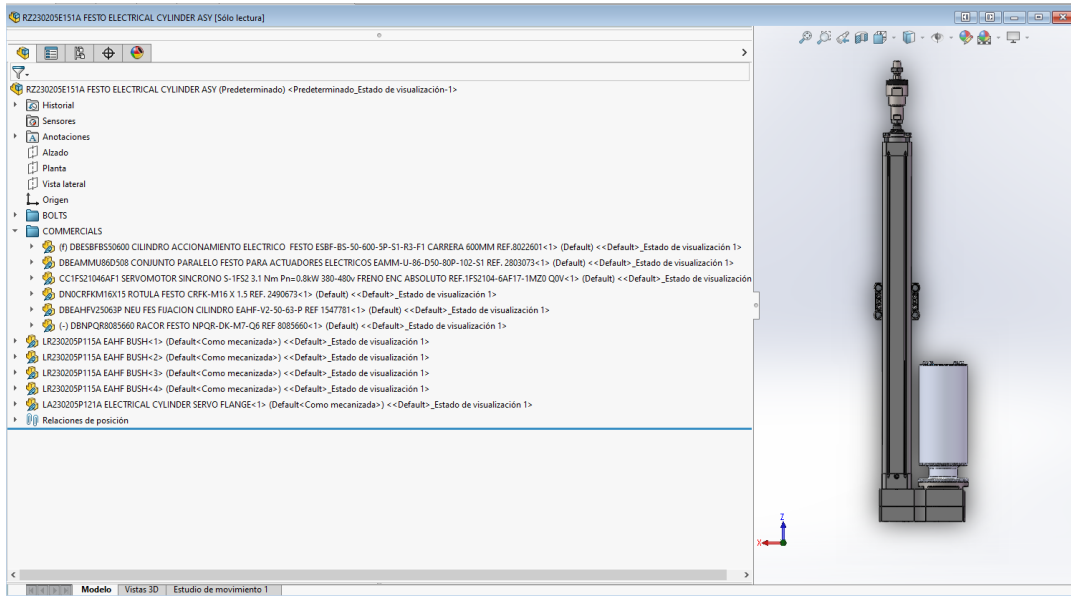 RZ230205E151A FESTO ELECTRICAL CYLINDER ASY [Sólo lectura]
RZ230205E151A FESTO ELECTRICAL CYLINDER ASY (Predeterminado) <Predeterminado_Estado de visualización-1>
Historial
Sensores
Anotaciones
Alzado
Planta
Vista lateral
Origen
BOLTS
COMMERCIALS
(f) DBESBFBS50600 CILINDRO ACCIONAMIENTO ELECTRICO FESTO ESBF-BS-50-600-5P-S1-R3-F1 CARRERA 600MM REF.8022601<1> (Default) <<Default>_Estado de visualización 1>
DBEAMMU86D508 CONJUNTO PARALELO FESTO PARA ACTUADORES ELECTRICOS EAMM-U-86-D50-80P-102-S1 REF. 2803073<1> (Default) <<Default>_Estado de visualización 1>
CC1FS21046AF1 SERVOMOTOR SINCRONO S-1FS2 3.1 Nm Pn=0.8kW 380-480v FRENO ENC ABSOLUTO REF.1FS2104-6AF17-1MZ0 Q0V<1> (Default) <<Default>_Estado de visualización
DN0CRFKM16X15 ROTULA FESTO CRFK-M16 X 1.5 REF. 2490673<1> (Default) <<Default>_Estado de visualización 1>
DBEAHFV25063P NEU FES FIJACION CILINDRO EAHF-V2-50-63-P REF 1547781<1> (Default) <<Default>_Estado de visualización 1>
(-) DBNPQR8085660 RACOR FESTO NPQR-DK-M7-Q6 REF 8085660<1> (Default) <<Default>_Estado de visualización 1>
LR230205P115A EAHF BUSH<1> (Default<Como mecanizada>) <<Default>_Estado de visualización 1>
LR230205P115A EAHF BUSH<2> (Default<Como mecanizada>) <<Default>_Estado de visualización 1>
LR230205P115A EAHF BUSH<3> (Default<Como mecanizada>) <<Default>_Estado de visualización 1>
LR230205P115A EAHF BUSH<4> (Default<Como mecanizada>) <<Default>_Estado de visualización 1>
LA230205P121A ELECTRICAL CYLINDER SERVO FLANGE<1> (Default<Como mecanizada>) <<Default>_Estado de visualización 1>
Relaciones de posición
Z
X
Modelo Vistas 3D Estudio de movimiento 1